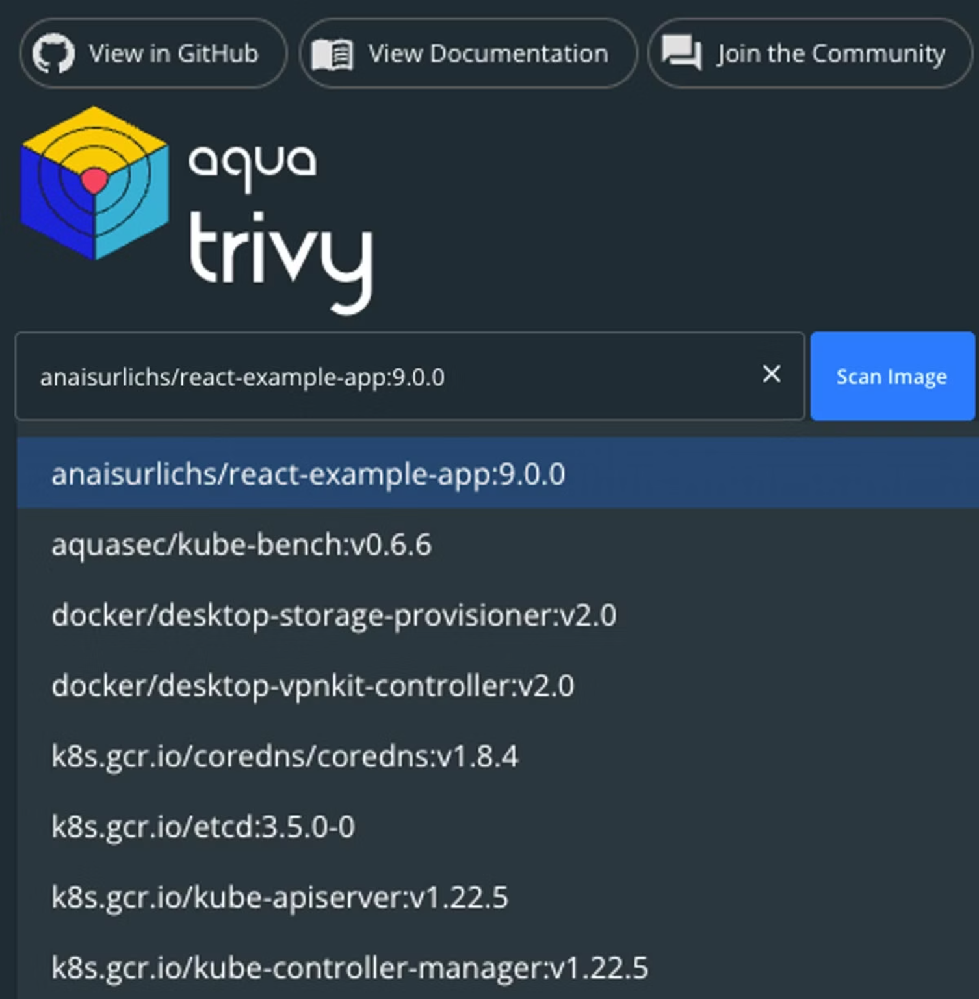 View in GitHub
View Documentation
Join the Community
aqua
trivy
anaisurlichs/react-example-app:9.0.0
Scan Image
anaisurlichs/react-example-app:9.0.0
aquasec/kube-bench:v0.6.6
docker/desktop-storage-provisioner:v2.0
docker/desktop-vpnkit-controller:v2.0
k8s.gcr.io/coredns/coredns:v1.8.4
k8s.gcr.io/etcd:3.5.0-0
k8s.gcr.io/kube-apiserver:v1.22.5
k8s.gcr.io/kube-controller-manager:v1.22.5